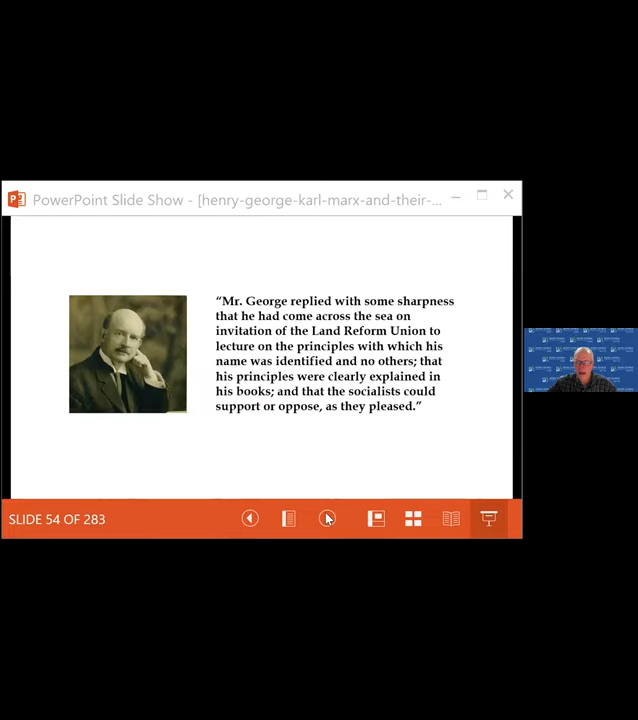 PowerPoint Slide Show - [henry-george-karl-marx-and-their-...
“Mr. George replied with some sharpness
that he had come across the sea on
invitation of the Land Reform Union to
lecture on the principles with which his
name was identified and no others; that
his principles were clearly explained in
his books; and that the socialists could
support or oppose, as they pleased.”
SLIDE 54 OF 283